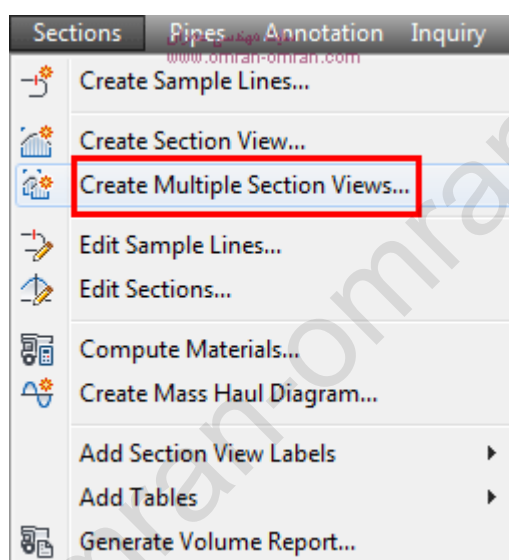 Sections Pipes Annotation Inquiry
www.omran-omran.com
Create Sample Lines...
Create Section View...
Create Multiple Section Views...
Edit Sample Lines...
Edit Sections...
Compute Materials...
Create Mass Haul Diagram...
Add Section View Labels
Add Tables
Generate Volume Report...